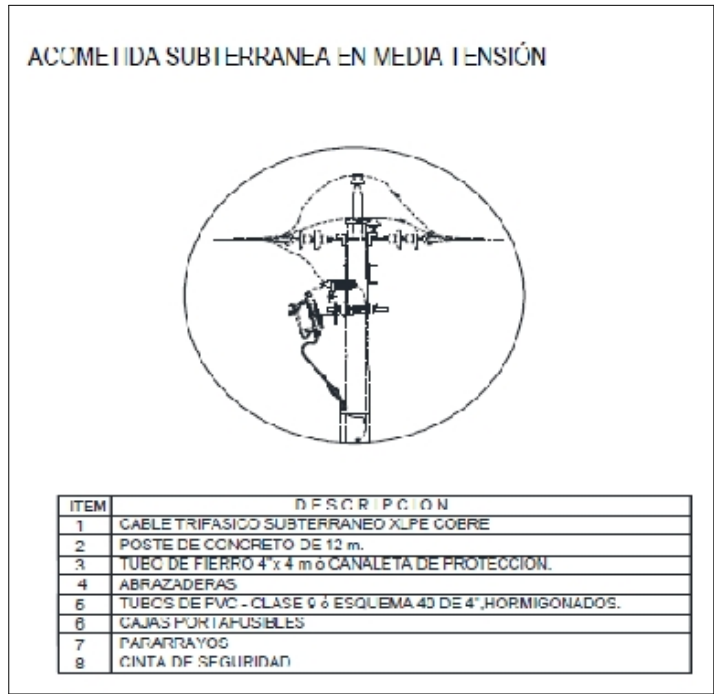 ACOMETIDA SUBTERRANEA EN MEDIA TENSIÓN
ITEM DESCRIPCION
1 CABLE TRIFASICO SUBTERRANEO XLPE COBRE
2 POSTE DE CONCRETO DE 12 m.
3 TUBO DE FIERRO 4"x 4 m ó CANALETA DE PROTECCION.
4 ABRAZADERAS
5 TUBOS DE PVC - CLASE 9 ó ESQUEMA 40 DE 4",HORMIGONADOS.
6 CAJAS PORTAFUSIBLES
7 PARARRAYOS
8 CINTA DE SEGURIDAD